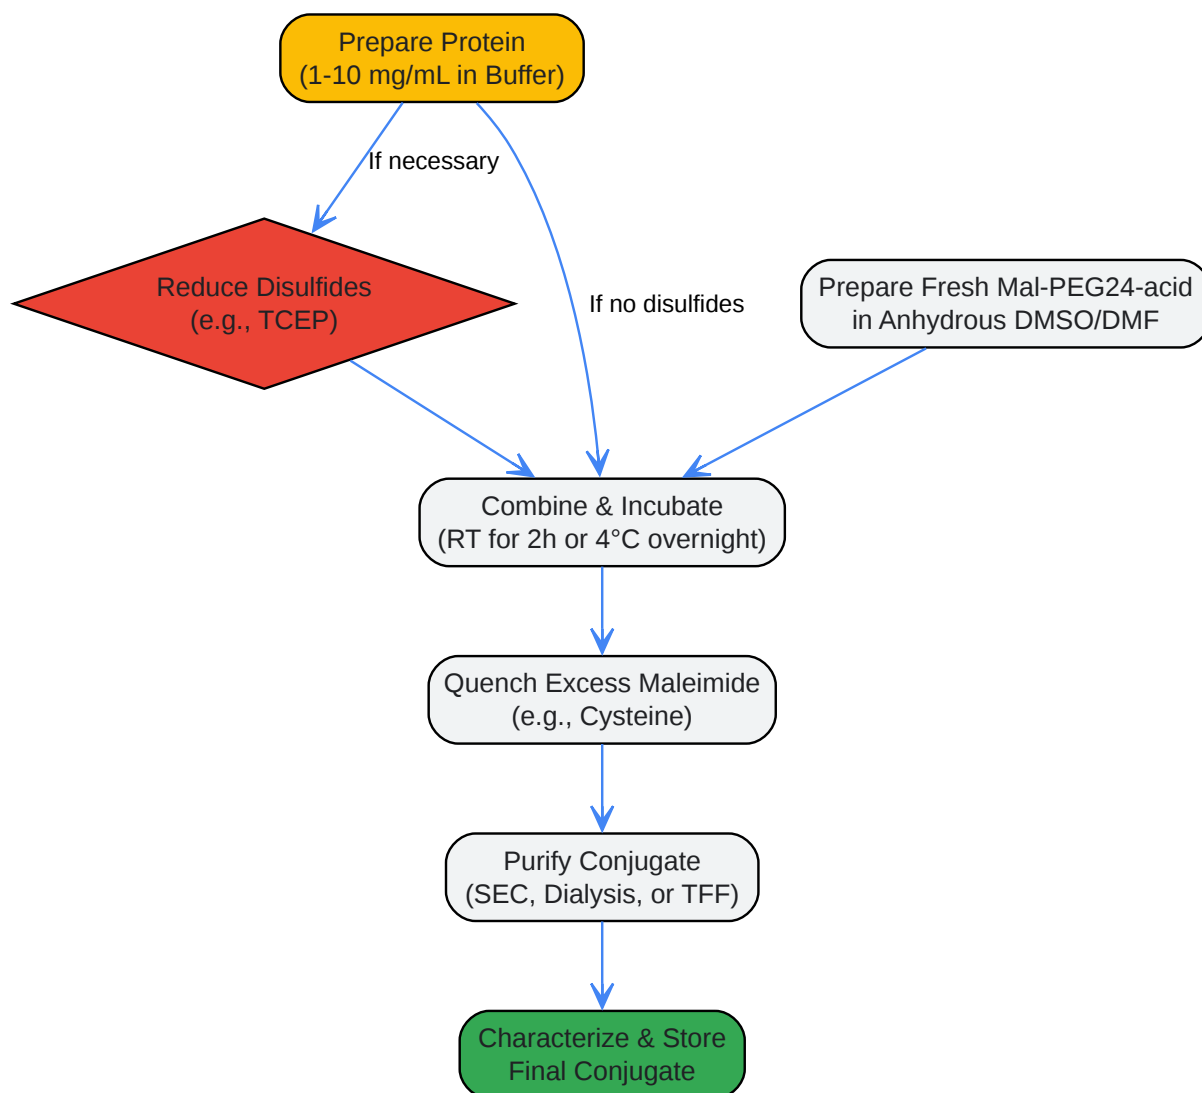 Prepare Protein
(1-10 mg/mL in Buffer)
If necessary
Reduce Disulfides
(e.g., TCEP)
If no disulfides
Prepare Fresh Mal-PEG24-acid
in Anhydrous DMSO/DMF
Combine & Incubate
(RT for 2h or 4°C overnight)
Quench Excess Maleimide
(e.g., Cysteine)
Purify Conjugate
(SEC, Dialysis, or TFF)
Characterize & Store
Final Conjugate